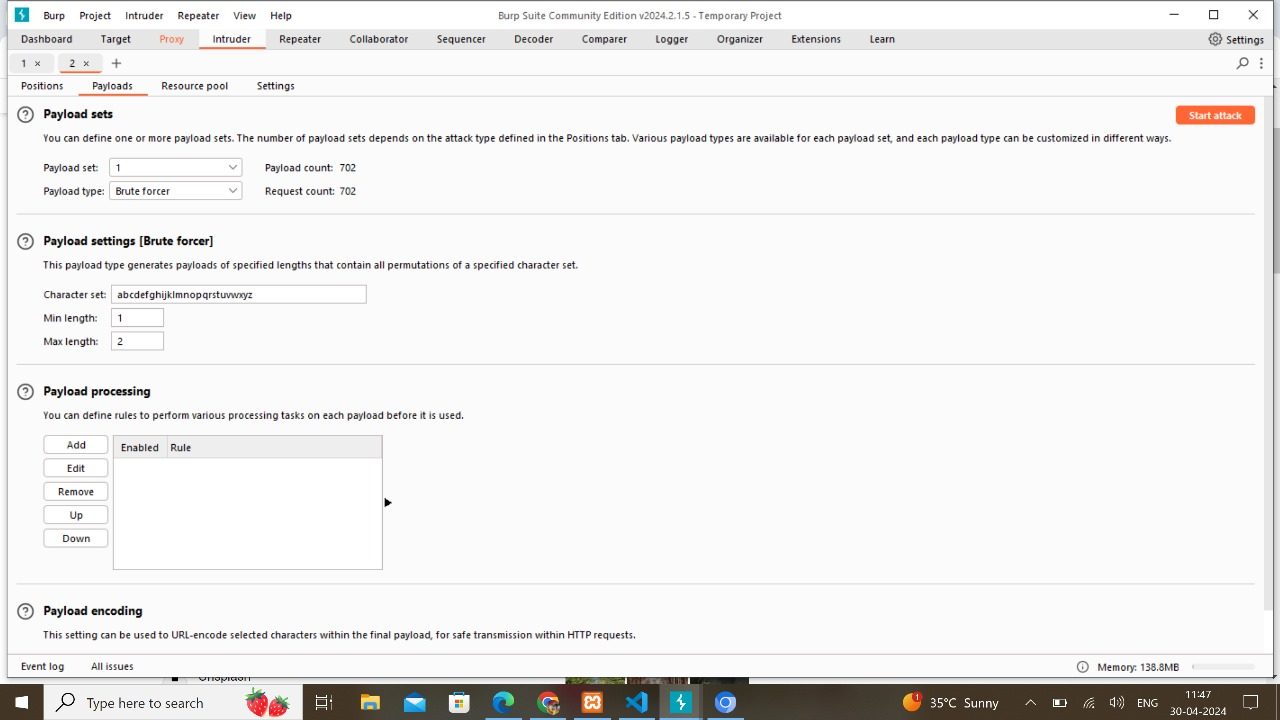 Burp Project Intruder Repeater View Help Burp Suite Community Edition v2024.2.1.5 - Temporary Project
Dashboard Target Proxy Intruder Repeater Collaborator Sequencer Decoder Comparer Logger Organizer Extensions Learn Settings
1 × 2 × +
Positions Payloads Resource pool Settings
? Payload sets Start attack
You can define one or more payload sets. The number of payload sets depends on the attack type defined in the Positions tab. Various payload types are available for each payload set, and each payload type can be customized in different ways.
Payload set: 1 Payload count: 702
Payload type: Brute forcer Request count: 702
? Payload settings [Brute forcer]
This payload type generates payloads of specified lengths that contain all permutations of a specified character set.
Character set: abcdefghijklmnopqrstuvwxyz
Min length: 1
Max length: 2
? Payload processing
You can define rules to perform various processing tasks on each payload before it is used.
Add Enabled Rule
Edit
Remove
Up
Down
? Payload encoding
This setting can be used to URL-encode selected characters within the final payload, for safe transmission within HTTP requests.
Event log All issues Memory: 138.8MB
Unsplash
Type here to search 1 35°C Sunny ENG 11:47
30-04-2024